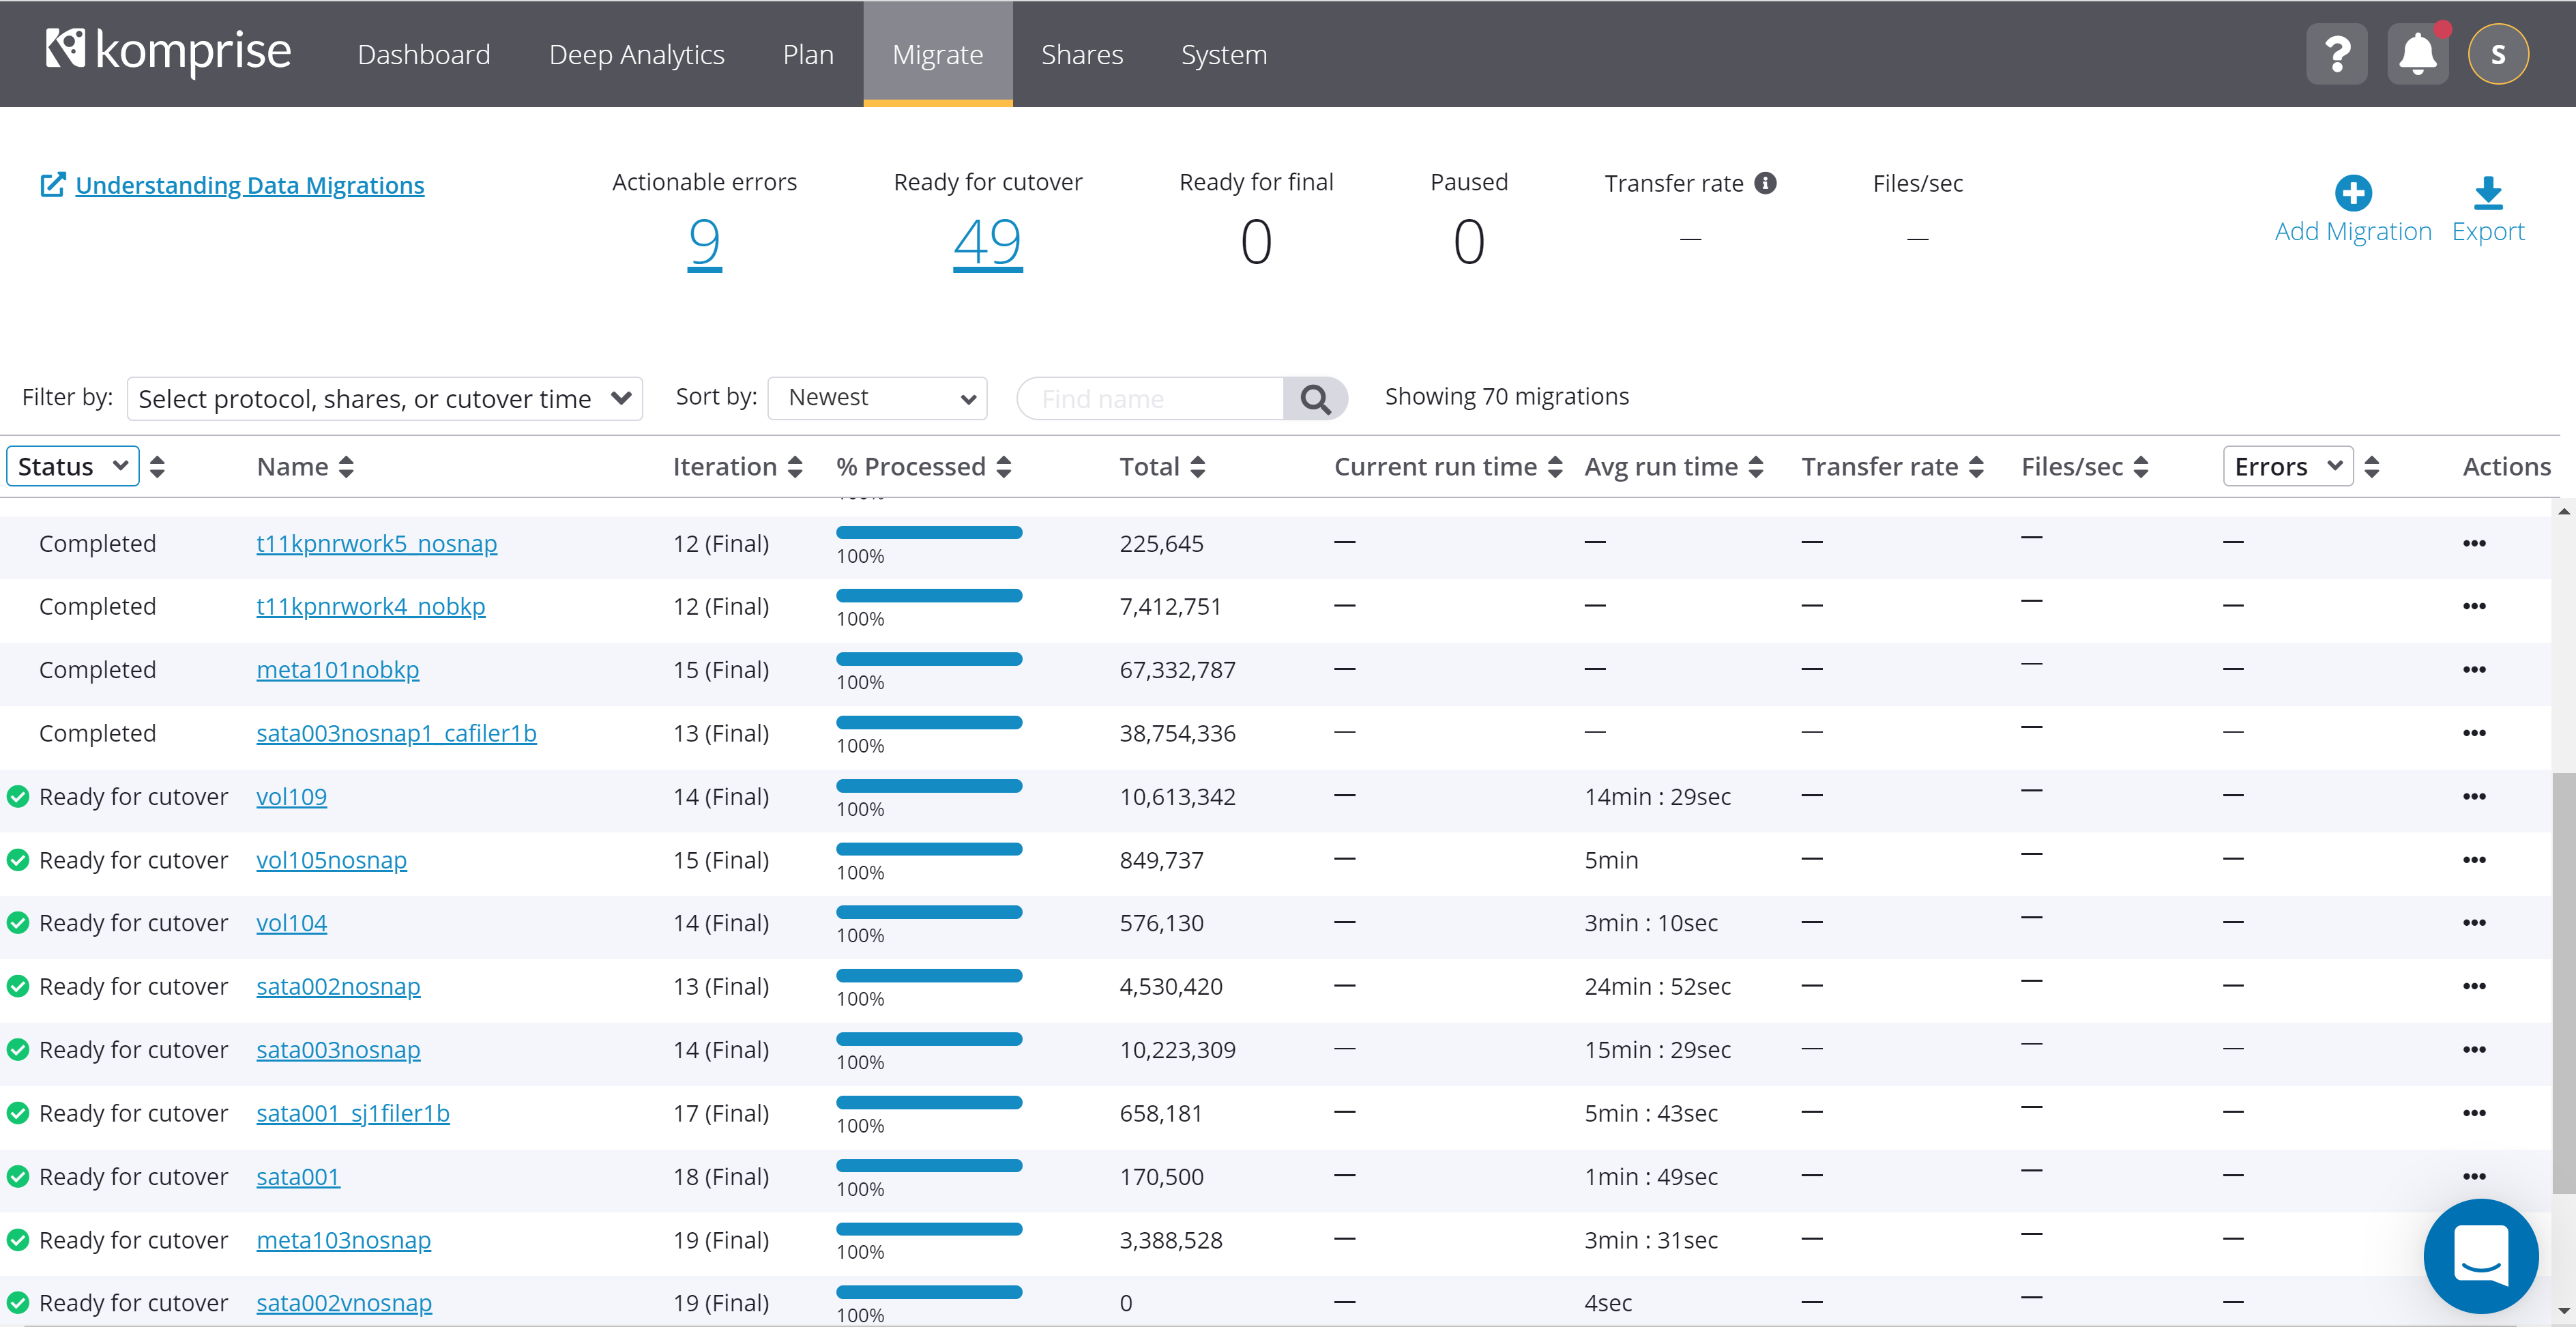 komprise Dashboard Deep Analytics Plan Migrate Shares System ? S
Understanding Data Migrations
Actionable errors Ready for cutover Ready for final Paused Transfer rate Files/sec
9 49 0 0 — —
Add Migration Export
Filter by: Select protocol, shares, or cutover time Sort by: Newest Find name Showing 70 migrations
Status Name Iteration % Processed Total Current run time Avg run time Transfer rate Files/sec Errors Actions
Completed t11kpnrwork5_nosnap 12 (Final) 100% 225,645 — — — — — •••
Completed t11kpnrwork4_nobkp 12 (Final) 100% 7,412,751 — — — — — •••
Completed meta101nobkp 15 (Final) 100% 67,332,787 — — — — — •••
Completed sata003nosnap1_cafiler1b 13 (Final) 100% 38,754,336 — — — — — •••
Ready for cutover vol109 14 (Final) 100% 10,613,342 — 14min : 29sec — — — •••
Ready for cutover vol105nosnap 15 (Final) 100% 849,737 — 5min — — — •••
Ready for cutover vol104 14 (Final) 100% 576,130 — 3min : 10sec — — — •••
Ready for cutover sata002nosnap 13 (Final) 100% 4,530,420 — 24min : 52sec — — — •••
Ready for cutover sata003nosnap 14 (Final) 100% 10,223,309 — 15min : 29sec — — — •••
Ready for cutover sata001_sj1filer1b 17 (Final) 100% 658,181 — 5min : 43sec — — — •••
Ready for cutover sata001 18 (Final) 100% 170,500 — 1min : 49sec — — — •••
Ready for cutover meta103nosnap 19 (Final) 100% 3,388,528 — 3min : 31sec — — —
Ready for cutover sata002vnosnap 19 (Final) 100% 0 — 4sec — — —